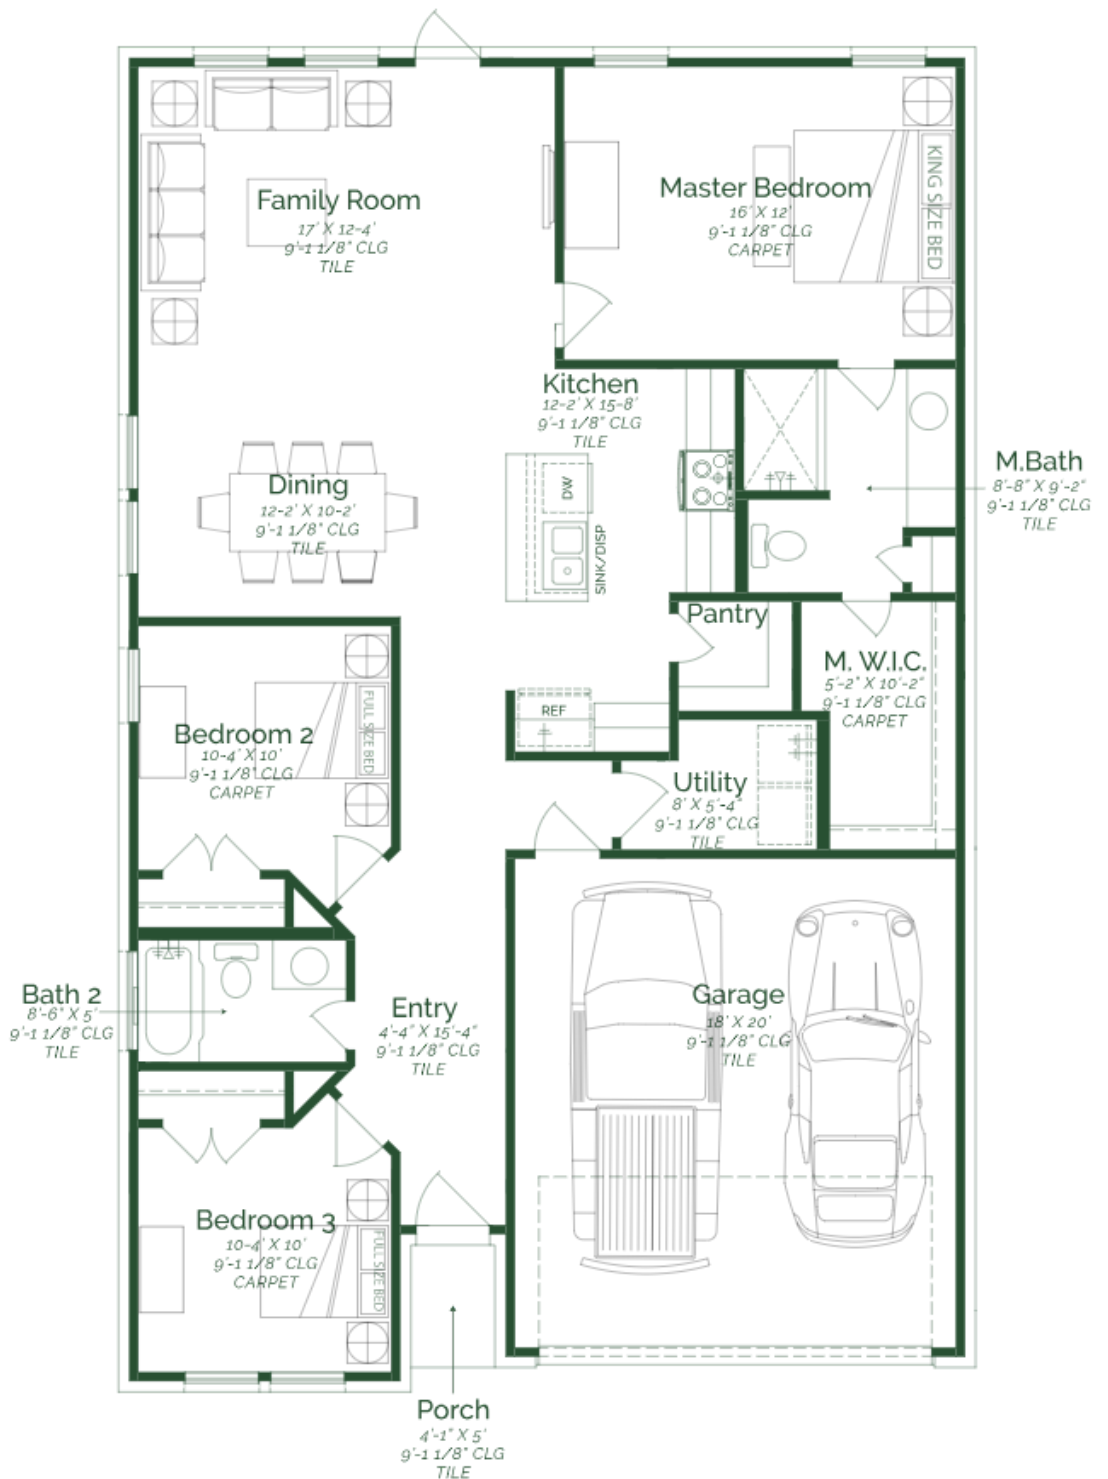 Family Room
17' X 12-4'
9'-1 1/8" CLG
TILE
Master Bedroom
16' X 12'
9'-1 1/8" CLG
CARPET
KING SIZE BED
Kitchen
12-2' X 15-8'
9'-1 1/8" CLG
TILE
DW
SINK/DISP
Dining
12-2' X 10-2'
9'-1 1/8" CLG
TILE
M.Bath
8'-8" X 9'-2"
9'-1 1/8" CLG
TILE
Pantry
M. W.I.C.
5'-2" X 10'-2"
9'-1 1/8" CLG
CARPET
REF
Bedroom 2
10-4' X 10'
9'-1 1/8" CLG
CARPET
FULL SIZE BED
Utility
8' X 5'-4"
9'-1 1/8" CLG
TILE
Bath 2
8'-6" X 5'
9'-1 1/8" CLG
TILE
Entry
4'-4" X 15'-4"
9'-1 1/8" CLG
TILE
Garage
18' X 20'
9'-1 1/8" CLG
TILE
Bedroom 3
10-4' X 10'
9'-1 1/8" CLG
CARPET
FULL SIZE BED
Porch
4'-1" X 5'
9'-1 1/8" CLG
TILE